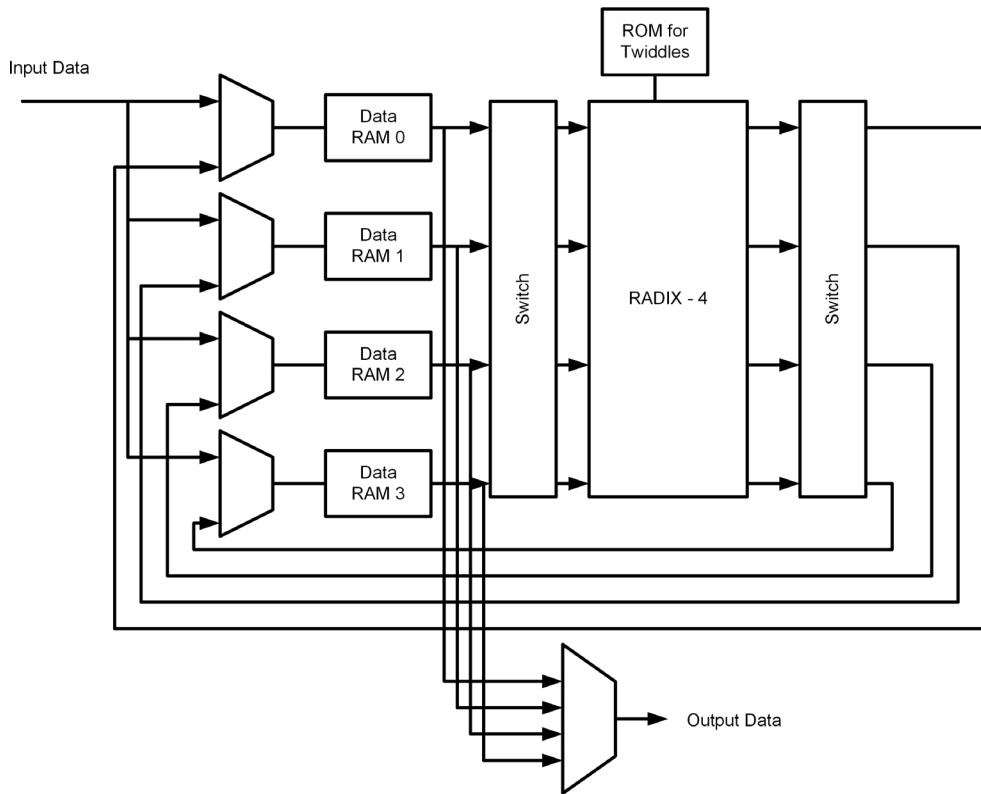 ROM for
Twiddles
Input Data
Data
RAM 0
Data
RAM 1
Switch
RADIX - 4
Switch
Data
RAM 2
Data
RAM 3
Output Data